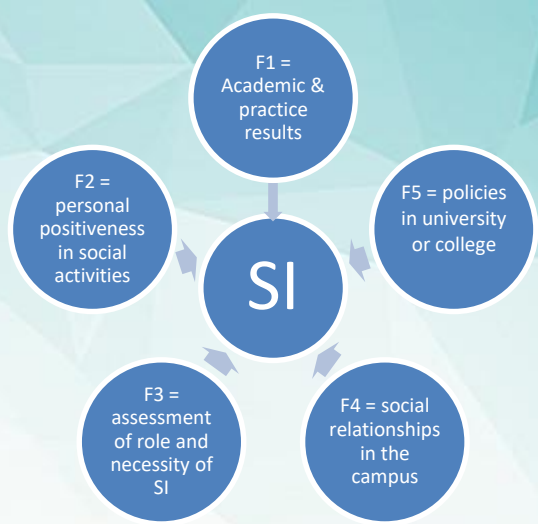 F1 =
Academic &
practice
results
F2 =
personal
positiveness
in social
activities
F5 = policies
in university
or college
SI
F3 =
assessment
of role and
necessity of
SI
F4 = social
relationships
in the
campus